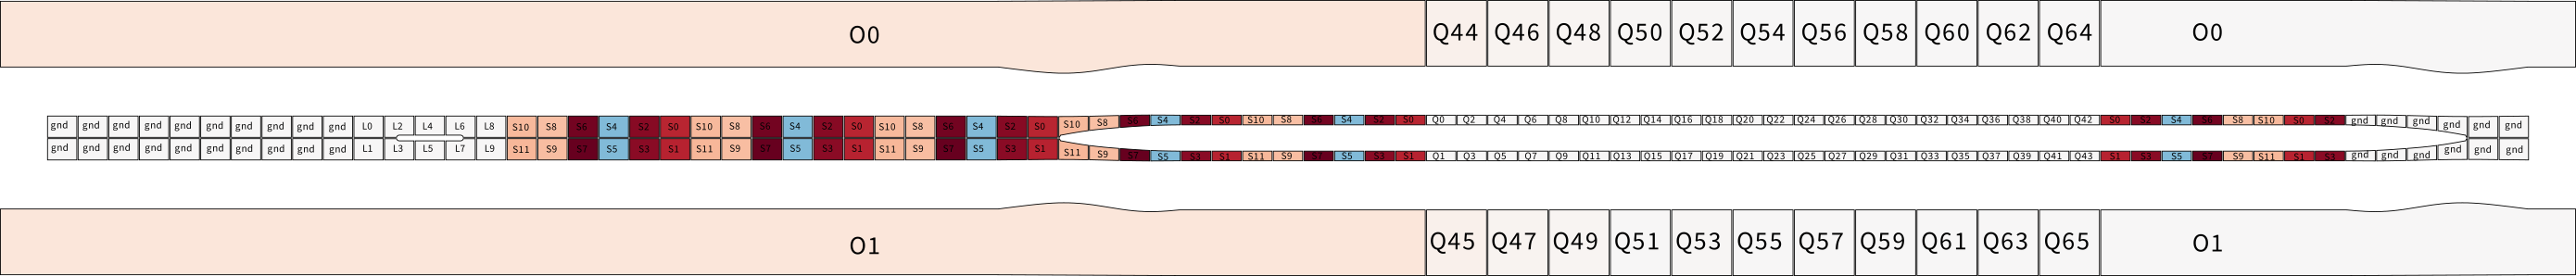 O0 Q44 Q46 Q48 Q50 Q52 Q54 Q56 Q58 Q60 Q62 Q64 O0
gnd gnd gnd gnd gnd gnd gnd gnd gnd gnd L0 L2 L4 L6 L8 S10 S8 S6 S4 S2 S0 S10 S8 S6 S4 S2 S0 S10 S8 S6 S4 S2 S0 S10 S8 S6 S4 S2 S0 S10 S8 S6 S4 S2 S0 Q0 Q2 Q4 Q6 Q8 Q10 Q12 Q14 Q16 Q18 Q20 Q22 Q24 Q26 Q28 Q30 Q32 Q34 Q36 Q38 Q40 Q42 S0 S2 S4 S6 S8 S10 S0 S2 gnd gnd gnd gnd gnd gnd
gnd gnd gnd gnd gnd gnd gnd gnd gnd gnd L1 L3 L5 L7 L9 S11 S9 S7 S5 S3 S1 S11 S9 S7 S5 S3 S1 S11 S9 S7 S5 S3 S1 S11 S9 S7 S5 S3 S1 S11 S9 S7 S5 S3 S1 Q1 Q3 Q5 Q7 Q9 Q11 Q13 Q15 Q17 Q19 Q21 Q23 Q25 Q27 Q29 Q31 Q33 Q35 Q37 Q39 Q41 Q43 S1 S3 S5 S7 S9 S11 S1 S3 gnd gnd gnd gnd gnd gnd
O1 Q45 Q47 Q49 Q51 Q53 Q55 Q57 Q59 Q61 Q63 Q65 O1